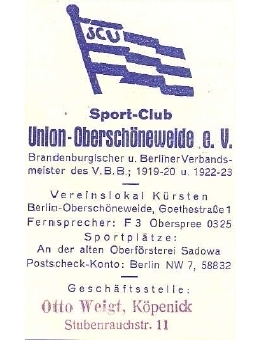 SCU
Sport-Club
Union-Oberschöneweide e. V.
Brandenburgischer u. Berliner Verbands-
meister des V.B.B.; 1919-20 u. 1922-23
Vereinslokal Kürsten
Berlin-Oberschöneweide, Goethestraße 1
Fernsprecher: F 3 Oberspree 0325
Sportplätze:
An der alten Oberförsterei Sadowa
Postscheck-Konto: Berlin NW 7, 58832
Geschäftsstelle:
Otto Weigt, Köpenick
Stubenrauchstr. 11